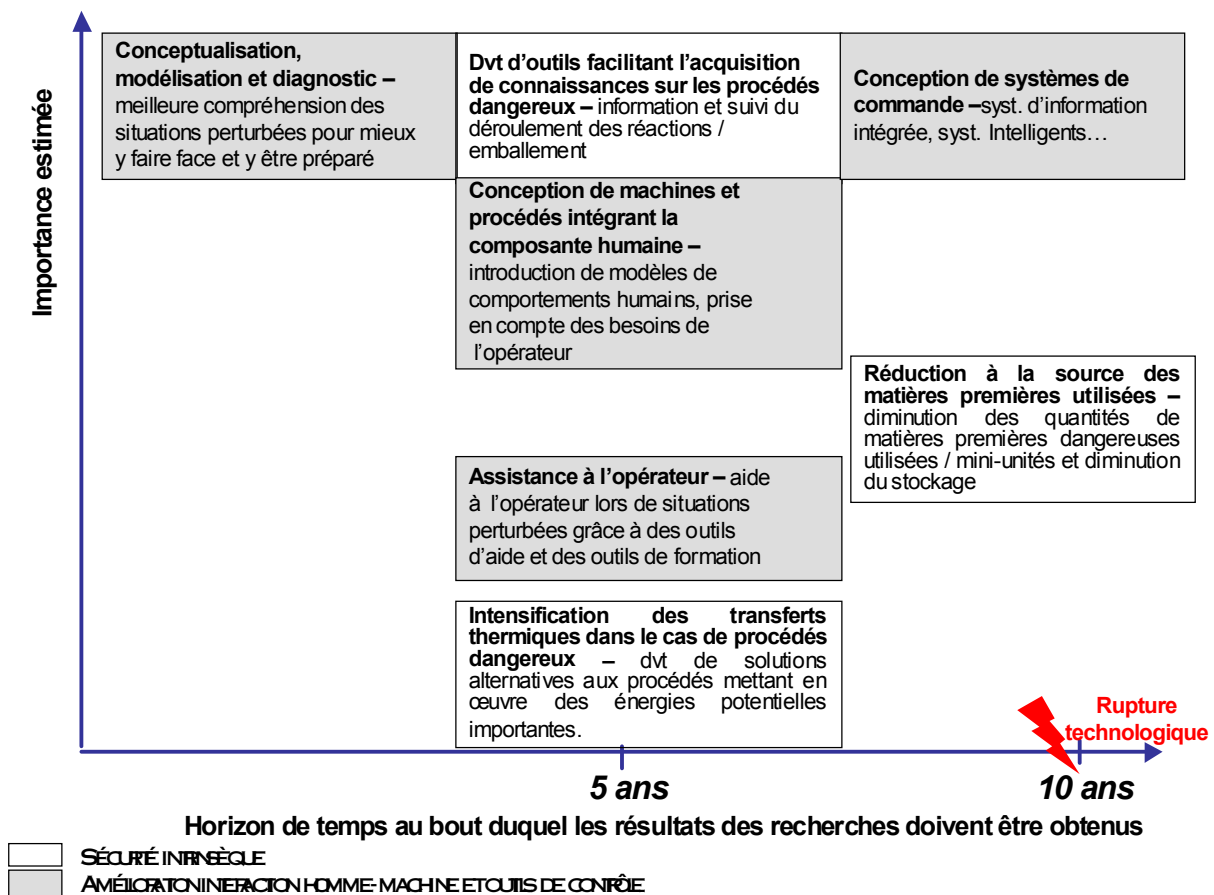 Importance estimée
Conceptualisation,
modélisation et diagnostic –
meilleure compréhension des
situations perturbées pour mieux
y faire face et y être préparé
Dvt d'outils facilitant l'acquisition
de connaissances sur les procédés
dangereux – information et suivi du
déroulement des réactions /
emballement
Conception de systèmes de
commande –syst. d'information
intégrée, syst. Intelligents…
Conception de machines et
procédés intégrant la
composante humaine –
introduction de modèles de
comportements humains, prise
en compte des besoins de
l'opérateur
Réduction à la source des
matières premières utilisées –
diminution des quantités de
matières premières dangereuses
utilisées / mini-unités et diminution
du stockage
Assistance à l'opérateur – aide
à l'opérateur lors de situations
perturbées grâce à des outils
d'aide et des outils de formation
Intensification des transferts
thermiques dans le cas de procédés
dangereux – dvt de solutions
alternatives aux procédés mettant en
œuvre des énergies potentielles
importantes.
Rupture
technologique
5 ans
10 ans
Horizon de temps au bout duquel les résultats des recherches doivent être obtenus
SÉCURITÉ INTRINSÈQUE
AMÉLIORATION INTERACTION HOMME-MACHINE ET OUTILS DE CONTRÔLE